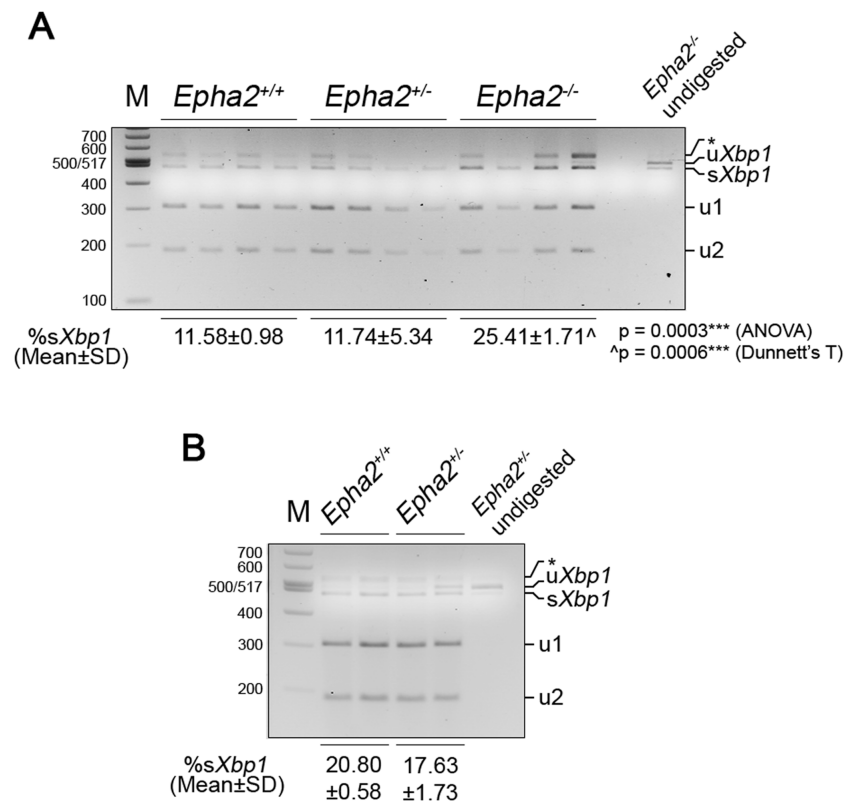 A
M Epha2+/+ Epha2+/- Epha2-/- Epha2-/- undigested
700
600
500/517
400
300
200
100
*
uXbp1
sXbp1
u1
u2
%sXbp1
(Mean±SD)
11.58±0.98 11.74±5.34 25.41±1.71^
p = 0.0003*** (ANOVA)
^p = 0.0006*** (Dunnett's T)
B
M Epha2+/+ Epha2+/- Epha2+/- undigested
700
600
500/517
400
300
200
*
uXbp1
sXbp1
u1
u2
%sXbp1
(Mean±SD)
20.80 17.63
±0.58 ±1.73